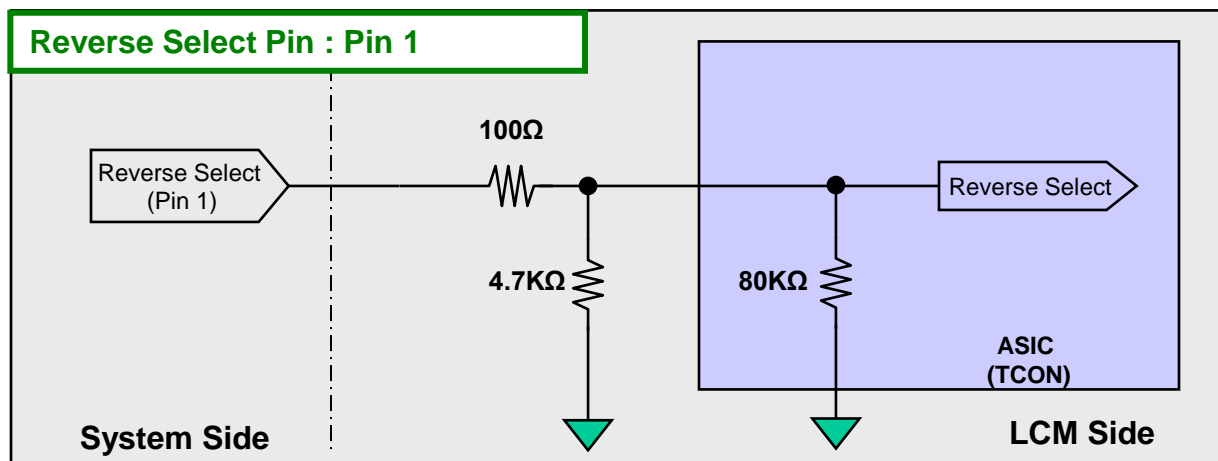 Reverse Select Pin : Pin 1
100Ω
Reverse Select
(Pin 1)
Reverse Select
4.7KΩ
80KΩ
ASIC
(TCON)
System Side
LCM Side